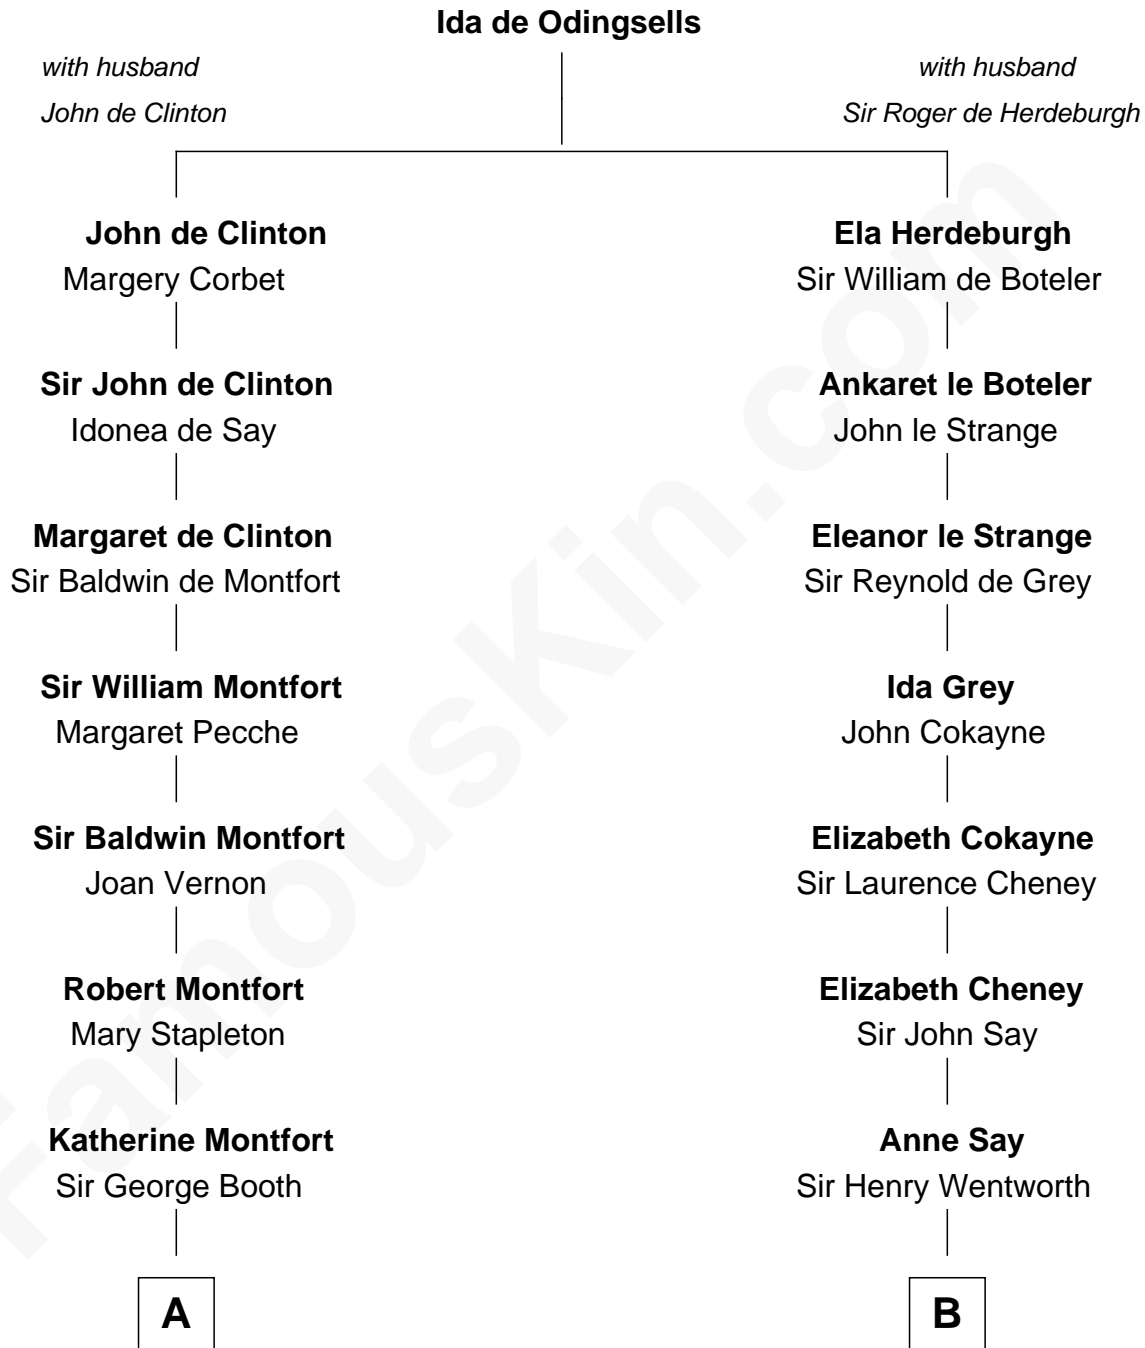 Ida de Odingsells
with husband
John de Clinton
with husband
Sir Roger de Herdeburgh
John de Clinton
Margery Corbet
Ela Herdeburgh
Sir William de Boteler
Sir John de Clinton
Idonea de Say
Ankaret le Boteler
John le Strange
Margaret de Clinton
Sir Baldwin de Montfort
Eleanor le Strange
Sir Reynold de Grey
Sir William Montfort
Margaret Pecche
Ida Grey
John Cokayne
Sir Baldwin Montfort
Joan Vernon
Elizabeth Cokayne
Sir Laurence Cheney
Robert Montfort
Mary Stapleton
Elizabeth Cheney
Sir John Say
Katherine Montfort
Sir George Booth
Anne Say
Sir Henry Wentworth
A
B
FamousKin.com